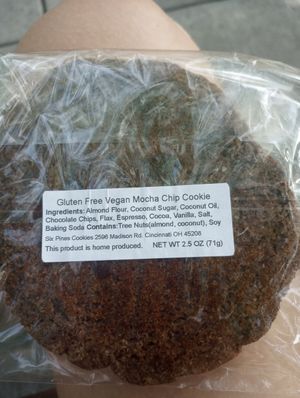 Gluten Free Vegan Mocha Chip Cookie
Ingredients: Almond Flour, Coconut Sugar, Coconut Oil,
Chocolate Chips, Flax, Espresso, Cocoa, Vanilla, Salt,
Baking Soda Contains:Tree Nuts(almond, coconut), Soy
Six Pines Cookies 2596 Madison Rd. Cincinnati OH 45208
This product is home produced. NET WT 2.5 OZ (71g)